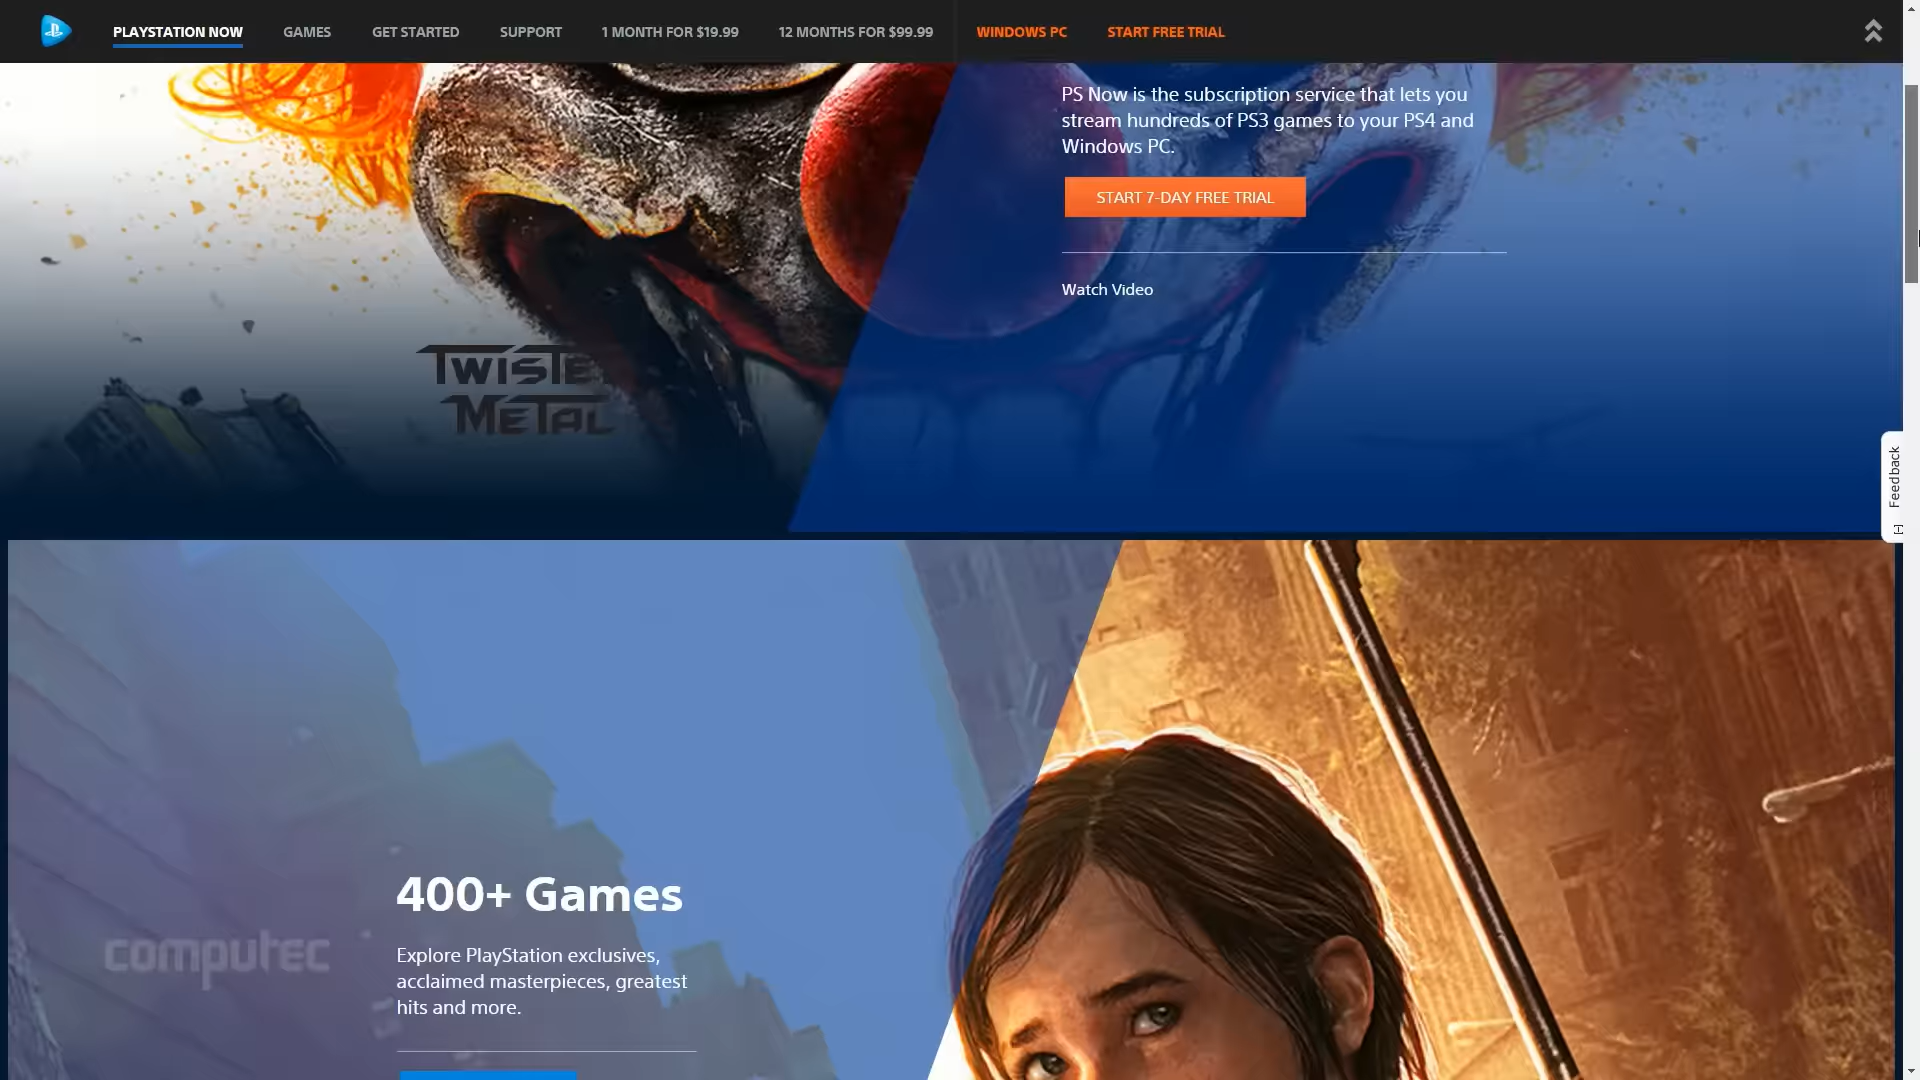 PLAYSTATION NOW GAMES GET STARTED SUPPORT 1 MONTH FOR $19.99 12 MONTHS FOR $99.99 WINDOWS PC START FREE TRIAL
PS Now is the subscription service that lets you
stream hundreds of PS3 games to your PS4 and
Windows PC.
START 7-DAY FREE TRIAL
Watch Video
TWISTED
METAL
Feedback
[-]
400+ Games
Explore PlayStation exclusives,
acclaimed masterpieces, greatest
hits and more.
computec